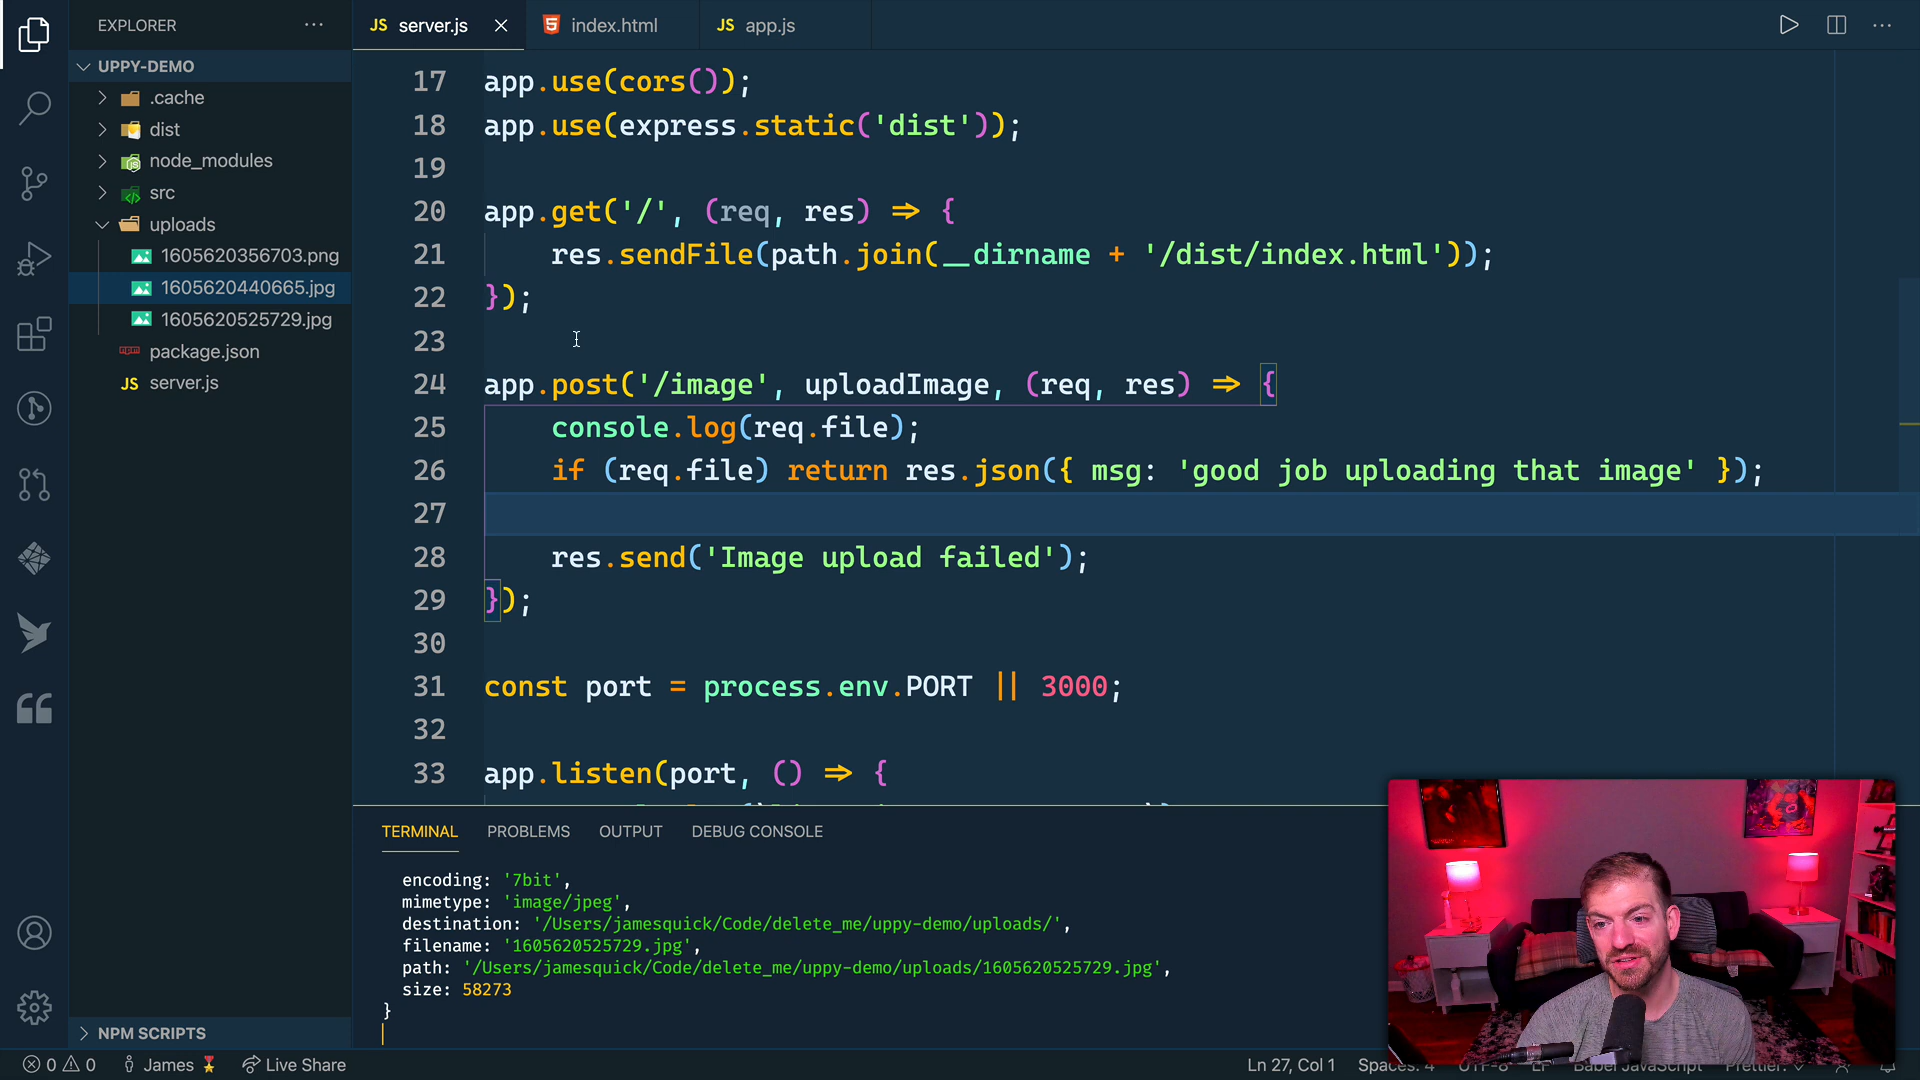 EXPLORER
UPPY-DEMO
.cache
dist
node_modules
src
uploads
1605620356703.png
1605620440665.jpg
1605620525729.jpg
package.json
JS server.js
NPM SCRIPTS
JS server.js
index.html
JS app.js
17 app.use(cors());
18 app.use(express.static('dist'));
19
20 app.get('/', (req, res) => {
21 res.sendFile(path.join(__dirname + '/dist/index.html'));
22 });
23
24 app.post('/image', uploadImage, (req, res) => {
25 console.log(req.file);
26 if (req.file) return res.json({ msg: 'good job uploading that image' });
27
28 res.send('Image upload failed');
29 });
30
31 const port = process.env.PORT || 3000;
32
33 app.listen(port, () => {
TERMINAL PROBLEMS OUTPUT DEBUG CONSOLE
encoding: '7bit',
mimetype: 'image/jpeg',
destination: '/Users/jamesquick/Code/delete_me/uppy-demo/uploads/',
filename: '1605620525729.jpg',
path: '/Users/jamesquick/Code/delete_me/uppy-demo/uploads/1605620525729.jpg',
size: 58273
}
0 0 James Live Share Ln 27, Col 1 Spaces: 4 UTF-8 LF Babel JavaScript Prettier: